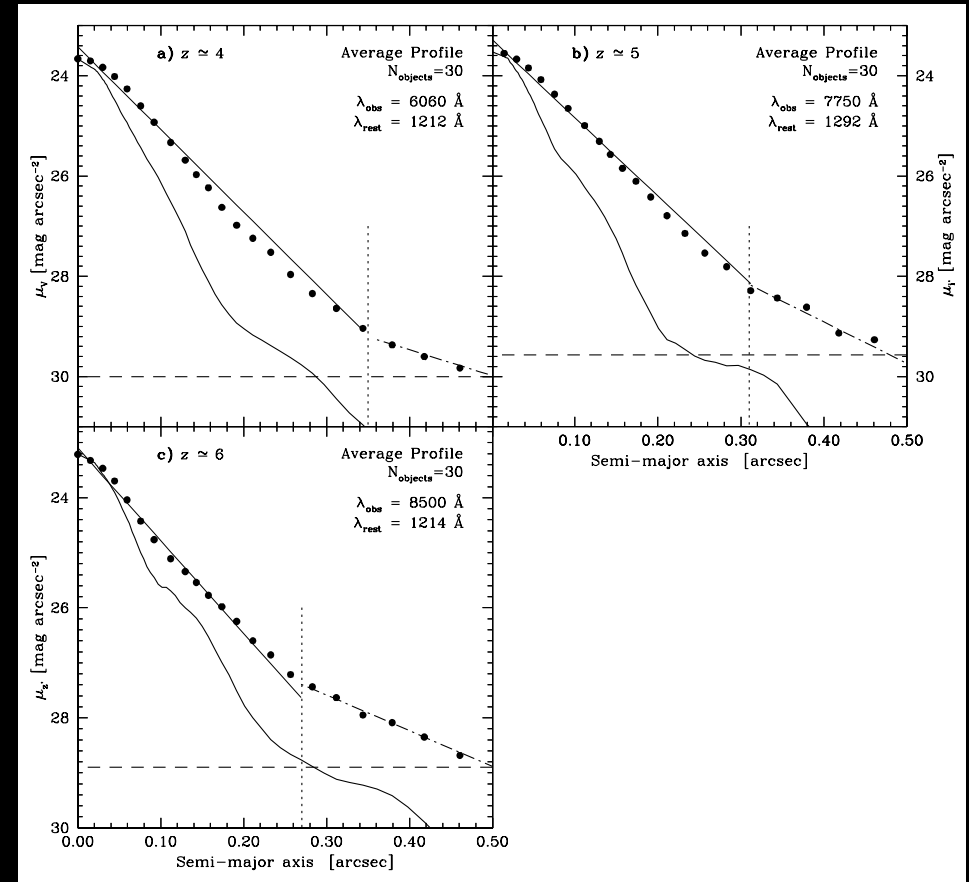 a) z ≃ 4
Average Profile
N_objects=30
λ_obs = 6060 Å
λ_rest = 1212 Å
24
26
28
30
μ_V [mag arcsec⁻²]
b) z ≃ 5
Average Profile
N_objects=30
λ_obs = 7750 Å
λ_rest = 1292 Å
24
26
28
30
μ_i' [mag arcsec⁻²]
0.10 0.20 0.30 0.40 0.50
Semi-major axis [arcsec]
c) z ≃ 6
Average Profile
N_objects=30
λ_obs = 8500 Å
λ_rest = 1214 Å
24
26
28
30
μ_z' [mag arcsec⁻²]
0.00 0.10 0.20 0.30 0.40 0.50
Semi-major axis [arcsec]